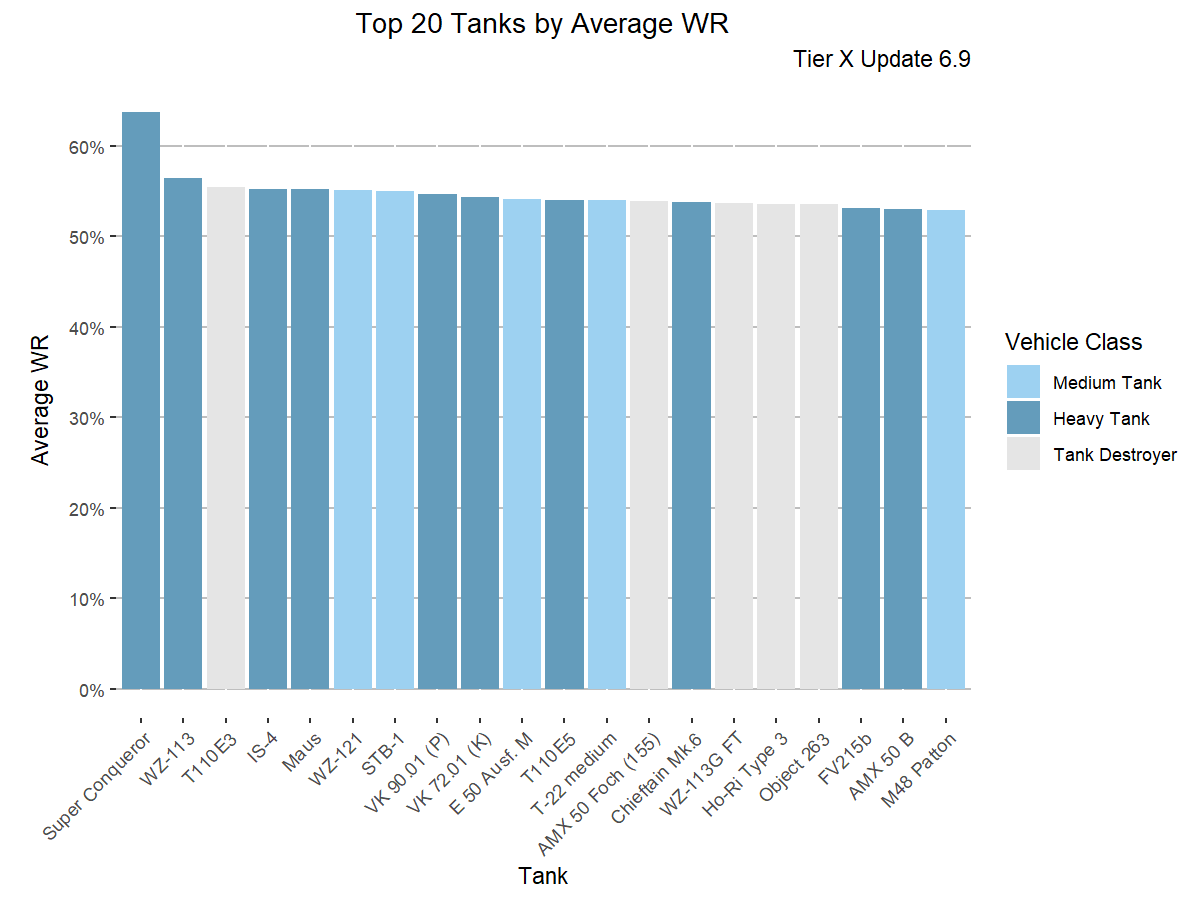 Top 20 Tanks by Average WR
Tier X Update 6.9
60%
50%
40%
30%
20%
10%
0%
Average WR
Super Conqueror
WZ-113
T110E3
IS-4
Maus
WZ-121
STB-1
VK 90.01 (P)
VK 72.01 (K)
E 50 Ausf. M
T110E5
T-22 medium
AMX 50 Foch (155)
Chieftain Mk.6
WZ-113G FT
Ho-Ri Type 3
Object 263
FV215b
AMX 50 B
M48 Patton
Tank
Vehicle Class
Medium Tank
Heavy Tank
Tank Destroyer